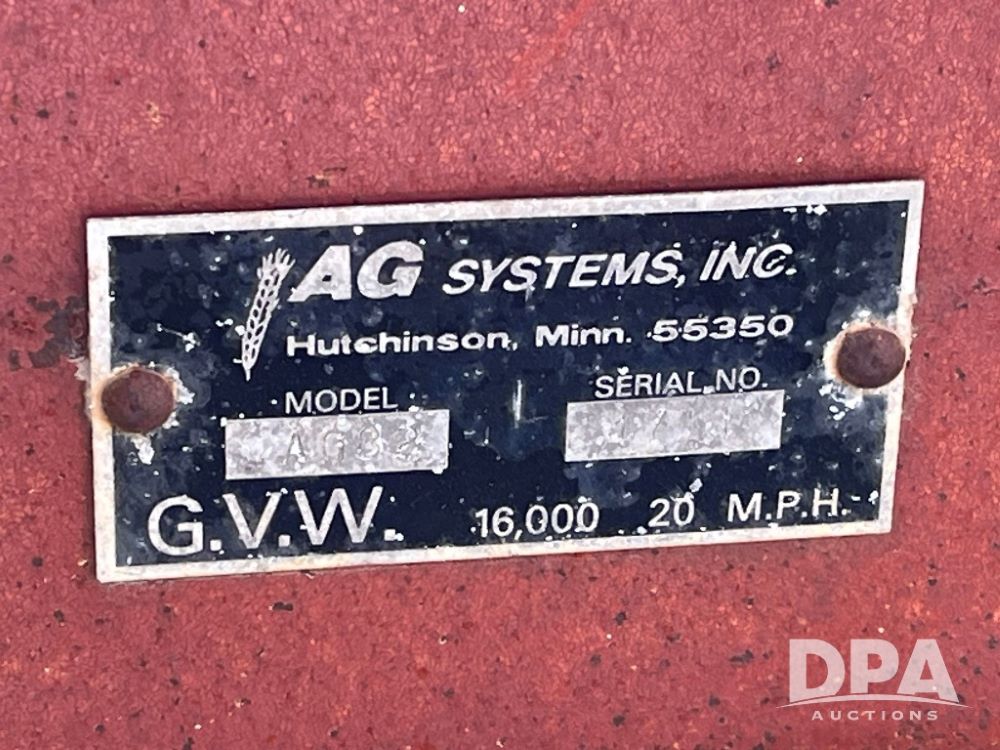 AG SYSTEMS, INC.
Hutchinson, Minn. 55350
MODEL SERIAL NO.
G.V.W. 16,000 20 M.P.H.
DPA
AUCTIONS